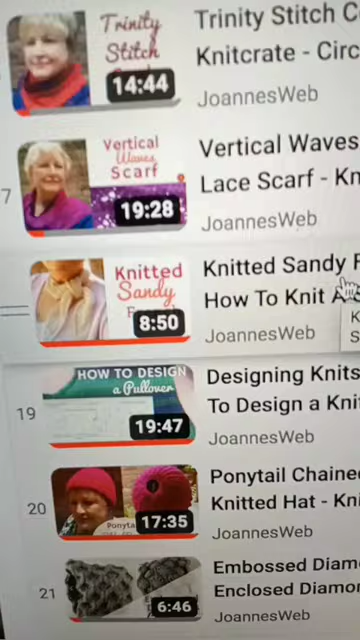 Trinity
Stitch
14:44
Trinity Stitch C
Knitcrate - Circ
JoannesWeb
7
Vertical
Waves
Scarf
19:28
Vertical Waves
Lace Scarf - Kn
JoannesWeb
Knitted
Sandy
F
8:50
Knitted Sandy F
How To Knit A
JoannesWeb
K
S
19
HOW TO DESIGN
a Pullover
19:47
Designing Knits
To Design a Knit
JoannesWeb
20
Ponyta
17:35
Ponytail Chaine
Knitted Hat - Kni
JoannesWeb
21
6:46
Embossed Diam
Enclosed Diamon
JoannesWeb